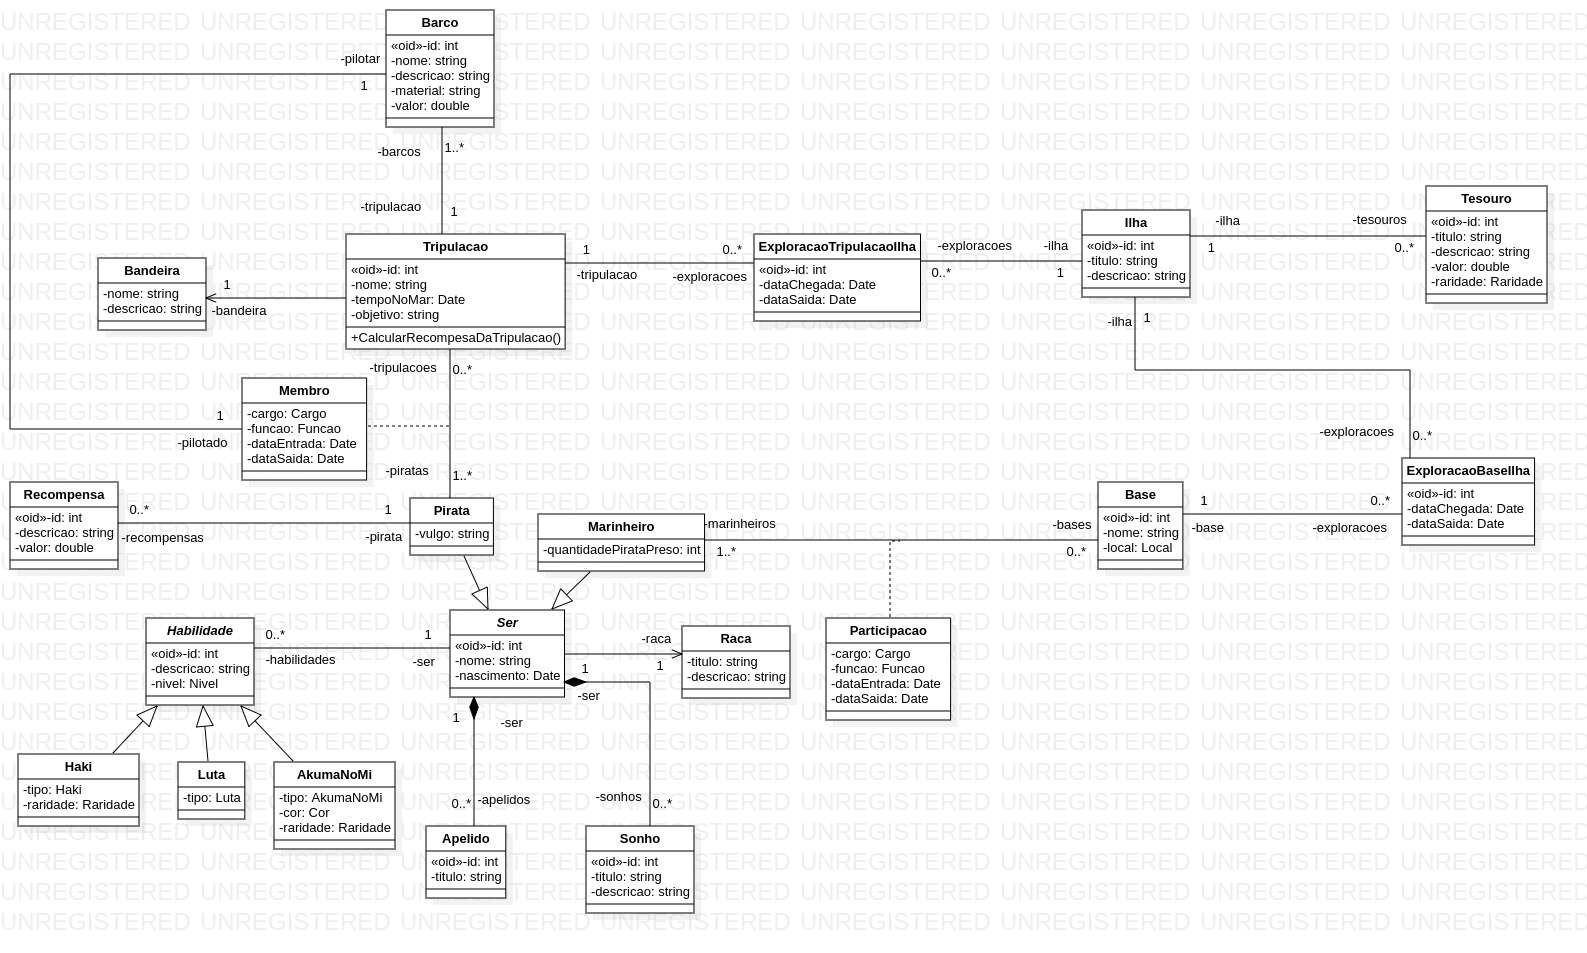 Barco
«oid»-id: int
-nome: string
-descricao: string
-material: string
-valor: double
-pilotar
1
-barcos
1..*
-tripulacao
1
Tripulacao
«oid»-id: int
-nome: string
-tempoNoMar: Date
-objetivo: string
+CalcularRecompesaDaTripulacao()
Bandeira
-nome: string
-descricao: string
1
-bandeira
1
-tripulacao
0..*
-exploracoes
ExploracaoTripulacaoIlha
«oid»-id: int
-dataChegada: Date
-dataSaida: Date
-exploracoes
0..*
-ilha
1
Ilha
«oid»-id: int
-titulo: string
-descricao: string
-ilha
1
-tesouros
0..*
Tesouro
«oid»-id: int
-titulo: string
-descricao: string
-valor: double
-raridade: Raridade
-ilha
1
-exploracoes
0..*
-tripulacoes
0..*
Membro
-cargo: Cargo
-funcao: Funcao
-dataEntrada: Date
-dataSaida: Date
1
-pilotado
-piratas
1..*
Recompensa
«oid»-id: int
-descricao: string
-valor: double
0..*
-recompensas
1
-pirata
Pirata
-vulgo: string
Marinheiro
-quantidadePirataPreso: int
-marinheiros
1..*
-bases
0..*
Base
«oid»-id: int
-nome: string
-local: Local
1
-base
0..*
-exploracoes
ExploracaoBaseIlha
«oid»-id: int
-dataChegada: Date
-dataSaida: Date
Habilidade
«oid»-id: int
-descricao: string
-nivel: Nivel
0..*
-habilidades
1
-ser
Ser
«oid»-id: int
-nome: string
-nascimento: Date
-raca
1
Raca
-titulo: string
-descricao: string
Participacao
-cargo: Cargo
-funcao: Funcao
-dataEntrada: Date
-dataSaida: Date
1
-ser
1
-ser
Haki
-tipo: Haki
-raridade: Raridade
Luta
-tipo: Luta
AkumaNoMi
-tipo: AkumaNoMi
-cor: Cor
-raridade: Raridade
0..*
-apelidos
-sonhos
0..*
Apelido
«oid»-id: int
-titulo: string
Sonho
«oid»-id: int
-titulo: string
-descricao: string
UNREGISTERED